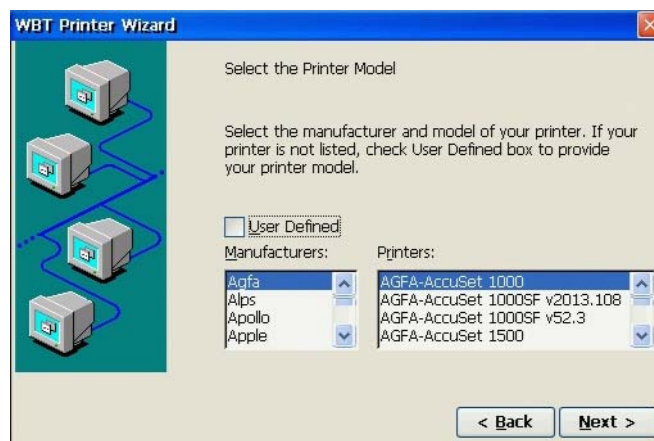 WBT Printer Wizard
Select the Printer Model
Select the manufacturer and model of your printer. If your
printer is not listed, check User Defined box to provide
your printer model.
User Defined
Manufacturers:
Printers:
Agfa
Alps
Apollo
Apple
AGFA-AccuSet 1000
AGFA-AccuSet 1000SF v2013.108
AGFA-AccuSet 1000SF v52.3
AGFA-AccuSet 1500
< Back
Next >